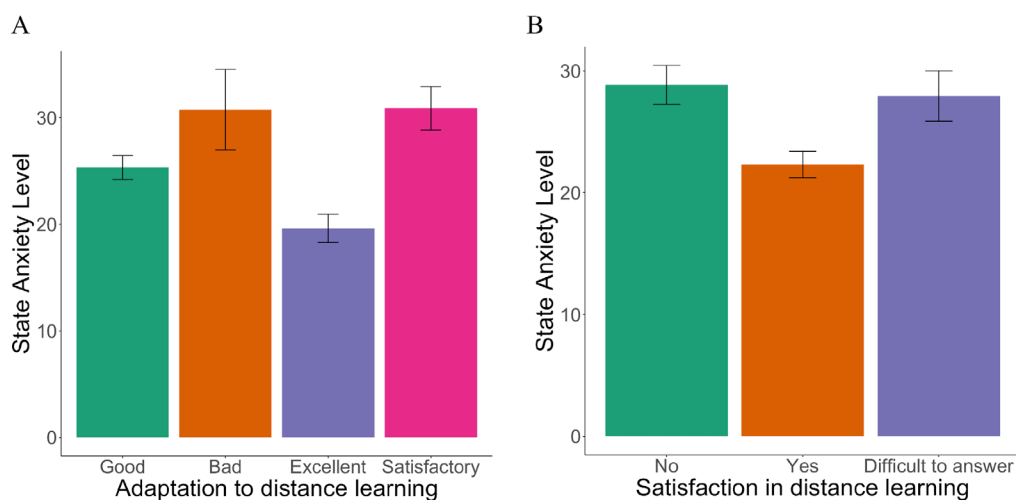 A
State Anxiety Level
30
20
10
0
Good Bad Excellent Satisfactory
Adaptation to distance learning
B
State Anxiety Level
30
20
10
0
No Yes Difficult to answer
Satisfaction in distance learning